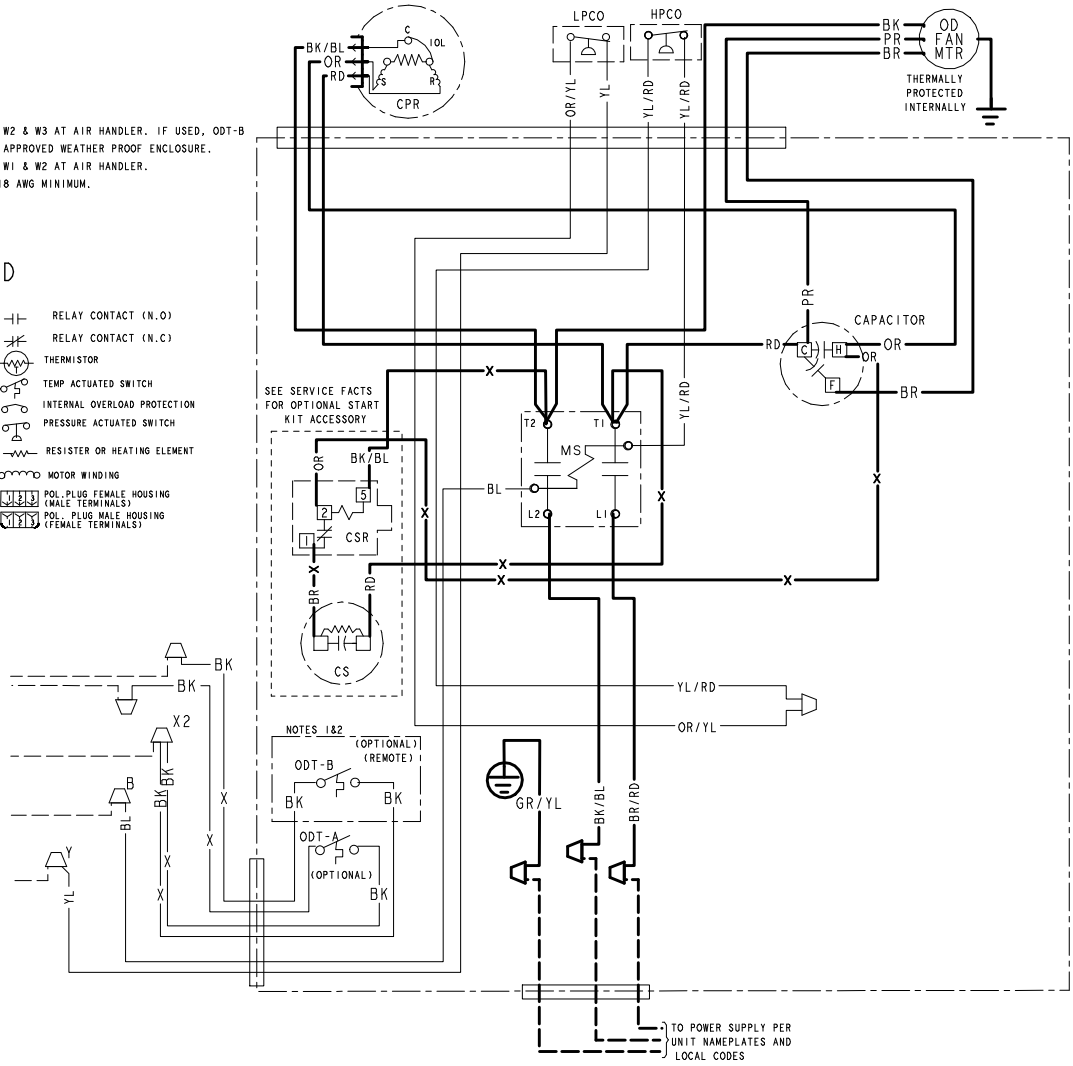 LPCO
HPCO
C
IOL
BK/BL
OR
RD
S
R
CPR
OR/YL
YL
YL/RD
YL/RD
BK
PR
BR
OD
FAN
MTR
THERMALLY
PROTECTED
INTERNALLY
W2 & W3 AT AIR HANDLER. IF USED, ODT-B
APPROVED WEATHER PROOF ENCLOSURE.
W1 & W2 AT AIR HANDLER.
18 AWG MINIMUM.
D
RELAY CONTACT (N.O)
RELAY CONTACT (N.C)
THERMISTOR
TEMP ACTUATED SWITCH
INTERNAL OVERLOAD PROTECTION
PRESSURE ACTUATED SWITCH
RESISTER OR HEATING ELEMENT
MOTOR WINDING
1 2 3
POL.PLUG FEMALE HOUSING
(MALE TERMINALS)
1 2 3
POL. PLUG MALE HOUSING
(FEMALE TERMINALS)
PR
CAPACITOR
RD
C
H
OR
OR
F
BR
X
SEE SERVICE FACTS
FOR OPTIONAL START
KIT ACCESSORY
YL/RD
T2
T1
MS
BL
L2
L1
OR
BK/BL
5
2
1
CSR
X
X
X
X
X
X
X
BR
RD
CS
BK
BK
YL/RD
OR/YL
X2
NOTES 1&2
(OPTIONAL)
(REMOTE)
ODT-B
BK
BK
BK
BK
B
BL
X
X
X
X
ODT-A
(OPTIONAL)
BK
Y
YL
GR/YL
BK/BL
BR/RD
TO POWER SUPPLY PER
UNIT NAMEPLATES AND
LOCAL CODES